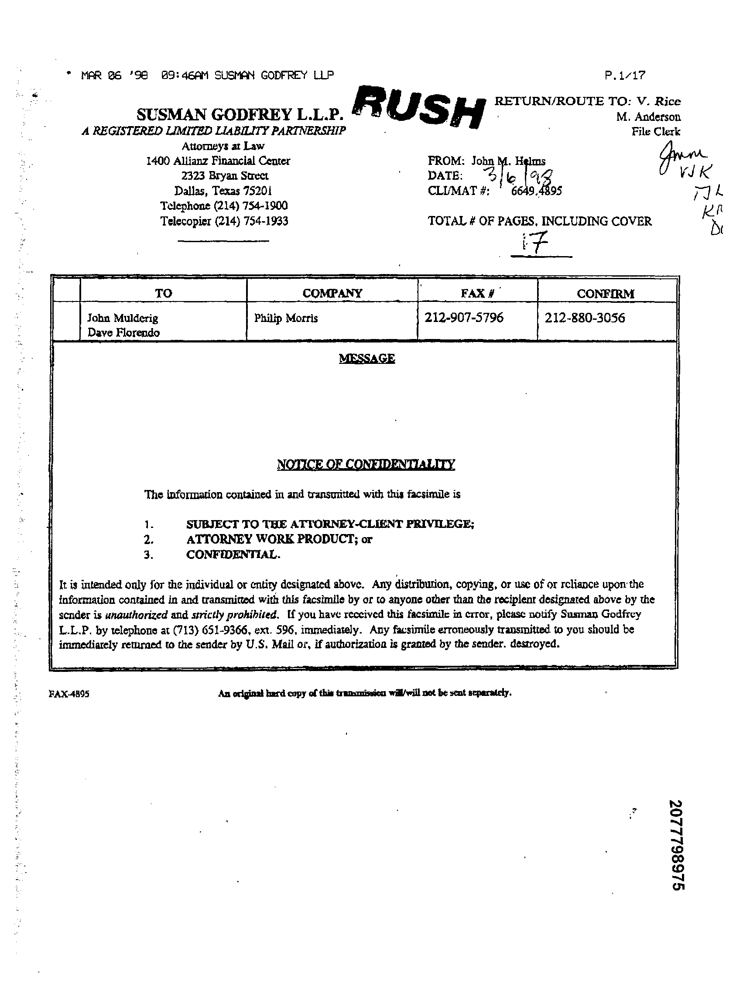 * MAR 06 '98 09:46AM SUSMAN GODFREY LLP P.1/17
RUSH
SUSMAN GODFREY L.L.P.
A REGISTERED LIMITED LIABILITY PARTNERSHIP
Attorneys at Law
1400 Allianz Financial Center
2323 Bryan Street
Dallas, Texas 75201
Telephone (214) 754-1900
Telecopier (214) 754-1933
RETURN/ROUTE TO: V. Rice
M. Anderson
File Clerk
VJK
FROM: John M. Helms
DATE: 3/6/98
CLI/MAT #: 6649.4895
TOTAL # OF PAGES, INCLUDING COVER
17
TO COMPANY FAX # CONFIRM
John Mulderig Philip Morris 212-907-5796 212-880-3056
Dave Florendo
MESSAGE
NOTICE OF CONFIDENTIALITY
The information contained in and transmitted with this facsimile is
1. SUBJECT TO THE ATTORNEY-CLIENT PRIVILEGE;
2. ATTORNEY WORK PRODUCT; or
3. CONFIDENTIAL.
It is intended only for the individual or entity designated above. Any distribution, copying, or use of or reliance upon the
information contained in and transmitted with this facsimile by or to anyone other than the recipient designated above by the
sender is unauthorized and strictly prohibited. If you have received this facsimile in error, please notify Susman Godfrey
L.L.P. by telephone at (713) 651-9366, ext. 596, immediately. Any facsimile erroneously transmitted to you should be
immediately returned to the sender by U.S. Mail or, if authorization is granted by the sender. destroyed.
FAX-4895 An original hard copy of this transmission will/will not be sent separately.
2077798975